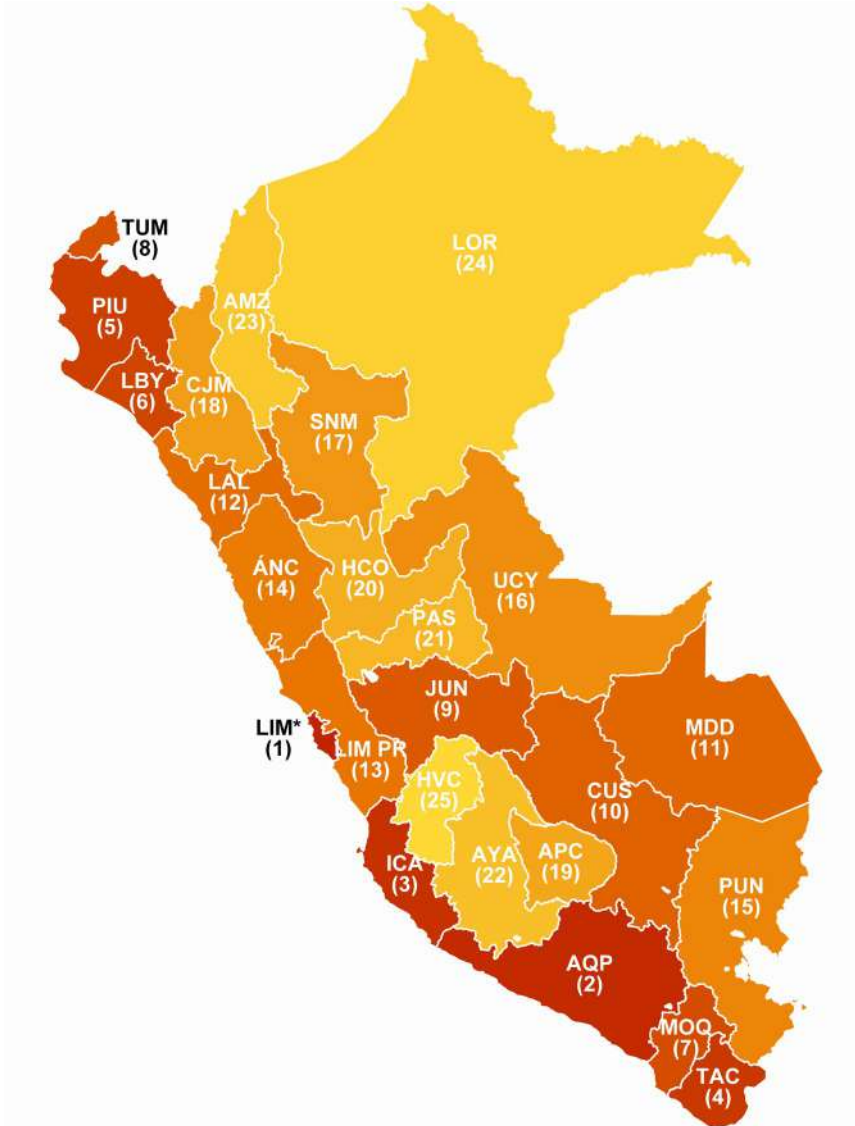 TUM
(8)
LOR
(24)
PIU
(5)
AMZ
(23)
LBY
(6)
CJM
(18)
SNM
(17)
LAL
(12)
ÁNC
(14)
HCO
(20)
UCY
(16)
PAS
(21)
JUN
(9)
LIM*
(1)
LIM PR
(13)
MDD
(11)
HVC
(25)
CUS
(10)
ICA
(3)
AYA
(22)
APC
(19)
PUN
(15)
AQP
(2)
MOQ
(7)
TAC
(4)